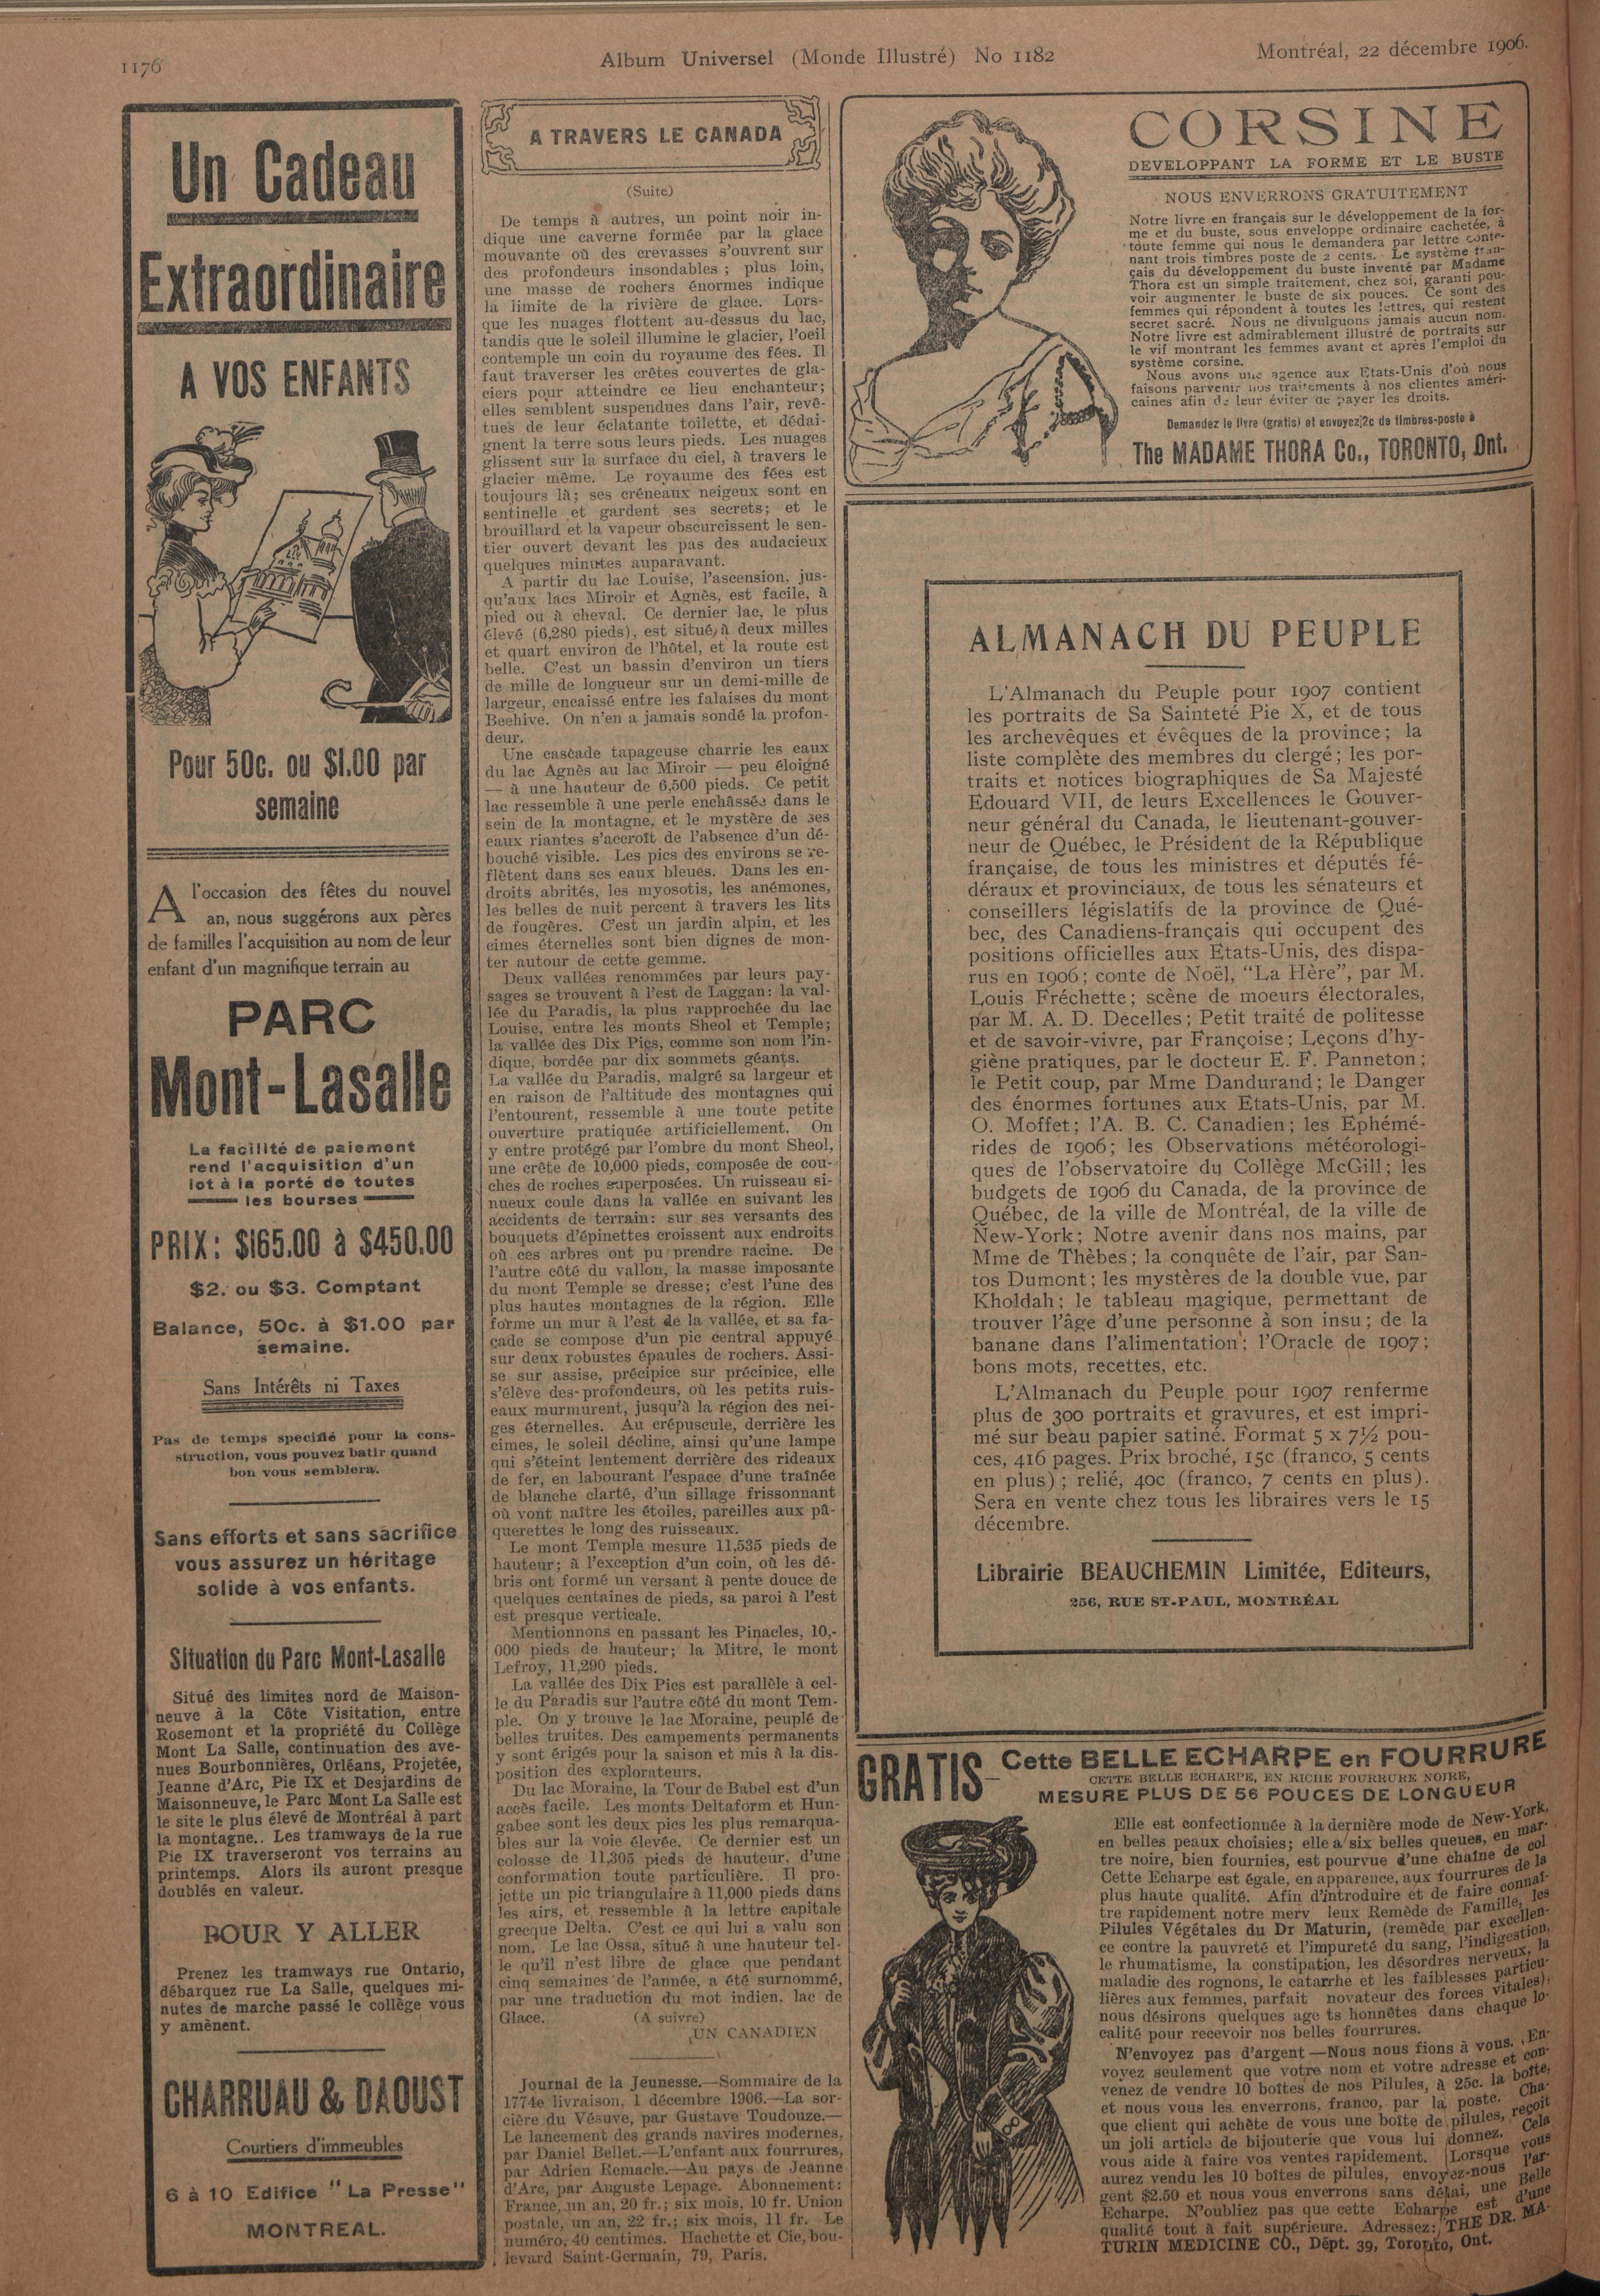 1176
Album Universel (Monde Illustré) No 1182
Montréal, 22 décembre 1906.
Un Cadeau
Extraordinaire
A VOS ENFANTS
Pour 50c. ou $1.00 par
semaine
A l'occasion des fêtes du nouvel
an, nous suggérons aux pères
de familles l'acquisition au nom de leur
enfant d'un magnifique terrain au
PARC
Mont-Lasalle
La facilité de paiement
rend l'acquisition d'un
lot à la porté de toutes
les bourses
PRIX: $165.00 à $450.00
$2. ou $3. Comptant
Balance, 50c. à $1.00 par
semaine.
Sans Intérêts ni Taxes
Pas de temps specifié pour la cons-
struction, vous pouvez batir quand
bon vous semblera.
Sans efforts et sans sacrifice
vous assurez un héritage
solide à vos enfants.
Situation du Parc Mont-Lasalle
Situé des limites nord de Maison-
neuve à la Côte Visitation, entre
Rosemont et la propriété du Collège
Mont La Salle, continuation des ave-
nues Bourbonnières, Orléans, Projetée,
Jeanne d'Arc, Pie IX et Desjardins de
Maisonneuve, le Parc Mont La Salle est
le site le plus élevé de Montréal à part
la montagne.. Les tramways de la rue
Pie IX traverseront vos terrains au
printemps. Alors ils auront presque
doublés en valeur.
POUR Y ALLER
Prenez les tramways rue Ontario,
débarquez rue La Salle, quelques mi-
nutes de marche passé le collège vous
y amènent.
CHARRUAU & DAOUST
Courtiers d'immeubles
6 à 10 Edifice "La Presse"
MONTREAL.
A TRAVERS LE CANADA
(Suite)
De temps à autres, un point noir in-
dique une caverne formée par la glace
mouvante où des crevasses s'ouvrent sur
des profondeurs insondables; plus loin,
une masse de rochers énormes indique
la limite de la rivière de glace. Lors-
que les nuages flottent au-dessus du lac,
tandis que le soleil illumine le glacier, l'oeil
contemple un coin du royaume des fées. Il
faut traverser les crêtes couvertes de gla-
ciers pour atteindre ce lieu enchanteur;
elles semblent suspendues dans l'air, revê-
tues de leur éclatante toilette, et dédai-
gnent la terre sous leurs pieds. Les nuages
glissent sur la surface du ciel, à travers le
glacier même. Le royaume des fées est
toujours là; ses créneaux neigeux sont en
sentinelle et gardent ses secrets; et le
brouillard et la vapeur obscurcissent le sen-
tier ouvert devant les pas des audacieux
quelques minutes auparavant.
A partir du lac Louise, l'ascension, jus-
qu'aux lacs Miroir et Agnès, est facile, à
pied ou à cheval. Ce dernier lac, le plus
élevé (6,280 pieds), est situé à deux milles
et quart environ de l'hôtel, et la route est
belle. C'est un bassin d'environ un tiers
de mille de longueur sur un demi-mille de
largeur, encaissé entre les falaises du mont
Beehive. On n'en a jamais sondé la profon-
deur.
Une cascade tapageuse charrie les eaux
du lac Agnès au lac Miroir — peu éloigné
— à une hauteur de 6,500 pieds. Ce petit
lac ressemble à une perle enchâssée dans le
sein de la montagne, et le mystère de ses
eaux riantes s'accroît de l'absence d'un dé-
bouché visible. Les pics des environs se re-
flètent dans ses eaux bleues. Dans les en-
droits abrités, les myosotis, les anémones,
les belles de nuit percent à travers les lits
de fougères. C'est un jardin alpin, et les
cimes éternelles sont bien dignes de mon-
ter autour de cette gemme.
Deux vallées renommées par leurs pay-
sages se trouvent à l'est de Laggan: la val-
lée du Paradis, la plus rapprochée du lac
Louise, entre les monts Sheol et Temple;
la vallée des Dix Pics, comme son nom l'in-
dique, bordée par dix sommets géants.
La vallée du Paradis, malgré sa largeur et
en raison de l'altitude des montagnes qui
l'entourent, ressemble à une toute petite
ouverture pratiquée artificiellement. On
y entre protégé par l'ombre du mont Sheol,
une crête de 10,000 pieds, composée de cou-
ches de roches superposées. Un ruisseau si-
nueux coule dans la vallée en suivant les
accidents de terrain: sur ses versants des
bouquets d'épinettes croissent aux endroits
où ces arbres ont pu prendre racine. De
l'autre côté du vallon, la masse imposante
du mont Temple se dresse; c'est l'une des
plus hautes montagnes de la région. Elle
forme un mur à l'est de la vallée, et sa fa-
çade se compose d'un pic central appuyé
sur deux robustes épaules de rochers. Assi-
se sur assise, précipice sur précipice, elle
s'élève des profondeurs, où les petits ruis-
eaux murmurent, jusqu'à la région des nei-
ges éternelles. Au crépuscule, derrière les
cimes, le soleil décline, ainsi qu'une lampe
qui s'éteint lentement derrière des rideaux
de fer, en labourant l'espace d'une traînée
de blanche clarté, d'un sillage frissonnant
où vont naître les étoiles, pareilles aux pâ-
querettes le long des ruisseaux.
Le mont Temple mesure 11,535 pieds de
hauteur; à l'exception d'un coin, où les dé-
bris ont formé un versant à pente douce de
quelques centaines de pieds, sa paroi à l'est
est presque verticale.
Mentionnons en passant les Pinacles, 10,-
000 pieds de hauteur; la Mitre, le mont
Lefroy, 11,290 pieds.
La vallée des Dix Pics est parallèle à cel-
le du Paradis sur l'autre côté du mont Tem-
ple. On y trouve le lac Moraine, peuplé de
belles truites. Des campements permanents
y sont érigés pour la saison et mis à la dis-
position des explorateurs.
Du lac Moraine, la Tour de Babel est d'un
accès facile. Les monts Deltaform et Hun-
gabee sont les deux pics les plus remarqua-
bles sur la voie élevée. Ce dernier est un
colosse de 11,305 pieds de hauteur, d'une
conformation toute particulière. Il pro-
jette un pic triangulaire à 11,000 pieds dans
les airs, et ressemble à la lettre capitale
grecque Delta. C'est ce qui lui a valu son
nom. Le lac Ossa, situé à une hauteur tel-
le qu'il n'est libre de glace que pendant
cinq semaines de l'année, a été surnommé,
par une traduction du mot indien, lac de
Glace. (A suivre)
UN CANADIEN
Journal de la Jeunesse.—Sommaire de la
1774e livraison, 1 décembre 1906.—La sor-
cière du Vésuve, par Gustave Toudouze.—
Le lancement des grands navires modernes,
par Daniel Bellet.—L'enfant aux fourrures,
par Adrien Remacle.—Au pays de Jeanne
d'Arc, par Auguste Lepage. Abonnement:
France, un an, 20 fr.; six mois, 10 fr. Union
postale, un an, 22 fr.; six mois, 11 fr. Le
numéro, 40 centimes. Hachette et Cie, bou-
levard Saint-Germain, 79, Paris.
CORSINE
DEVELOPPANT LA FORME ET LE BUSTE
NOUS ENVERRONS GRATUITEMENT
Notre livre en français sur le développement de la for-
me et du buste, sous enveloppe ordinaire cachetée, à
toute femme qui nous le demandera par lettre conte-
nant trois timbres poste de 2 cents. Le système fran-
çais du développement du buste inventé par Madame
Thora est un simple traitement, chez soi, garanti pou-
voir augmenter le buste de six pouces. Ce sont des
femmes qui répondent à toutes les lettres, qui restent
secret sacré. Nous ne divulguons jamais aucun nom.
Notre livre est admirablement illustré de portraits sur
le vif montrant les femmes avant et après l'emploi du
système corsine.
Nous avons une agence aux Etats-Unis d'où nous
faisons parvenir nos traitements à nos clientes améri-
caines afin de leur éviter de payer les droits.
Demandez le livre (gratis) et envoyez 2c de timbres-poste à
The MADAME THORA Co., TORONTO, Ont.
ALMANACH DU PEUPLE
L'Almanach du Peuple pour 1907 contient
les portraits de Sa Sainteté Pie X, et de tous
les archevêques et évêques de la province; la
liste complète des membres du clergé; les por-
traits et notices biographiques de Sa Majesté
Edouard VII, de leurs Excellences le Gouver-
neur général du Canada, le lieutenant-gouver-
neur de Québec, le Président de la République
française, de tous les ministres et députés fé-
déraux et provinciaux, de tous les sénateurs et
conseillers législatifs de la province de Qué-
bec, des Canadiens-français qui occupent des
positions officielles aux Etats-Unis, des dispa-
rus en 1906; conte de Noël, "La Hère", par M.
Louis Fréchette; scène de moeurs électorales,
par M. A. D. Decelles; Petit traité de politesse
et de savoir-vivre, par Françoise; Leçons d'hy-
giène pratiques, par le docteur E. F. Panneton;
le Petit coup, par Mme Dandurand; le Danger
des énormes fortunes aux Etats-Unis, par M.
O. Moffet; l'A. B. C. Canadien; les Ephémé-
rides de 1906; les Observations météorologi-
ques de l'observatoire du Collège McGill; les
budgets de 1906 du Canada, de la province de
Québec, de la ville de Montréal, de la ville de
New-York; Notre avenir dans nos mains, par
Mme de Thèbes; la conquête de l'air, par San-
tos Dumont; les mystères de la double vue, par
Kholdah; le tableau magique, permettant de
trouver l'âge d'une personne à son insu; de la
banane dans l'alimentation; l'Oracle de 1907;
bons mots, recettes, etc.
L'Almanach du Peuple pour 1907 renferme
plus de 300 portraits et gravures, et est impri-
mé sur beau papier satiné. Format 5 x 7½ pou-
ces, 416 pages. Prix broché, 15c (franco, 5 cents
en plus); relié, 40c (franco, 7 cents en plus).
Sera en vente chez tous les libraires vers le 15
décembre.
Librairie BEAUCHEMIN Limitée, Editeurs,
256, RUE ST-PAUL, MONTRÉAL
GRATIS—Cette BELLE ECHARPE en FOURRURE
CETTE BELLE ECHARPE, EN RICHE FOURRURE NOIRE,
MESURE PLUS DE 56 POUCES DE LONGUEUR
Elle est confectionnée à la dernière mode de New-York,
en belles peaux choisies; elle a six belles queues, en mar-
tre noire, bien fournies, est pourvue d'une chaîne de col
Cette Echarpe est égale, en apparence, aux fourrures de la
plus haute qualité. Afin d'introduire et de faire connaî-
tre rapidement notre merv leux Remède de Famille, les
Pilules Végétales du Dr Maturin, (remède par excellen-
ce contre la pauvreté et l'impureté du sang, l'indigestion,
le rhumatisme, la constipation, les désordres nerveux, la
maladie des rognons, le catarrhe et les faiblesses particu-
lières aux femmes, parfait novateur des forces vitales),
nous désirons quelques age ts honnêtes dans chaque lo-
calité pour recevoir nos belles fourrures.
N'envoyez pas d'argent—Nous nous fions à vous. En-
voyez seulement que votre nom et votre adresse et con-
venez de vendre 10 boîtes de nos Pilules, à 25c. la boîte,
et nous vous les enverrons, franco, par la poste. Cha-
que client qui achète de vous une boîte de pilules, reçoit
un joli article de bijouterie que vous lui donnez. Cela
vous aide à faire vos ventes rapidement. Lorsque vous
aurez vendu les 10 boîtes de pilules, envoyez-nous l'ar-
gent $2.50 et nous vous enverrons sans délai, une Belle
Echarpe. N'oubliez pas que cette Echarpe est d'une
qualité tout à fait supérieure. Adressez: THE DR. MA-
TURIN MEDICINE CO., Dépt. 39, Toronto, Ont.